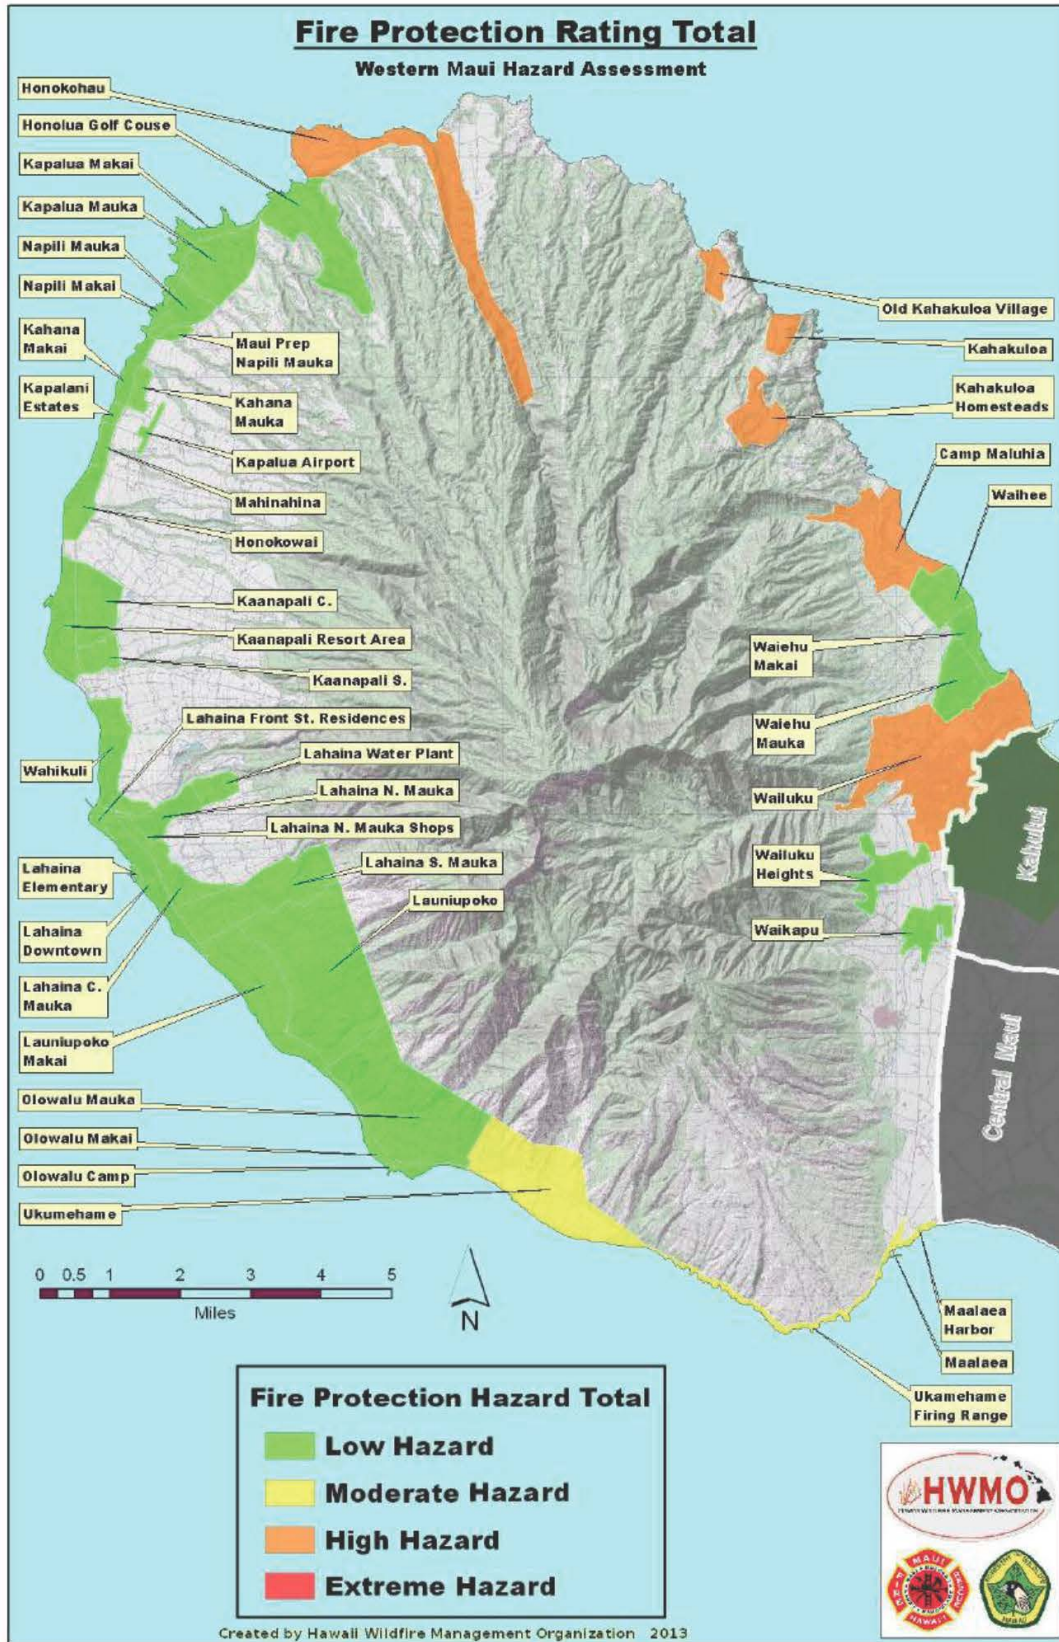 Fire Protection Rating Total
Western Maui Hazard Assessment
Honokohau
Honolua Golf Couse
Kapalua Makai
Kapalua Mauka
Napili Mauka
Napili Makai
Kahana
Makai
Kapalani
Estates
Maui Prep
Napili Mauka
Kahana
Mauka
Kapalua Airport
Mahinahina
Honokowai
Kaanapali C.
Kaanapali Resort Area
Kaanapali S.
Lahaina Front St. Residences
Wahikuli
Lahaina Water Plant
Lahaina N. Mauka
Lahaina N. Mauka Shops
Lahaina S. Mauka
Launiupoko
Lahaina
Elementary
Lahaina
Downtown
Lahaina C.
Mauka
Launiupoko
Makai
Olowalu Mauka
Olowalu Makai
Olowalu Camp
Ukumehame
Old Kahakuloa Village
Kahakuloa
Kahakuloa
Homesteads
Camp Maluhia
Waihee
Waiehu
Makai
Waiehu
Mauka
Wailuku
Wailuku
Heights
Waikapu
Kahului
Central Maui
Maalaea
Harbor
Maalaea
Ukamehame
Firing Range
0 0.5 1 2 3 4 5
Miles
N
Fire Protection Hazard Total
Low Hazard
Moderate Hazard
High Hazard
Extreme Hazard
HWMO
MAUI
FIRE
HAWAII
Created by Hawaii Wildfire Management Organization 2013